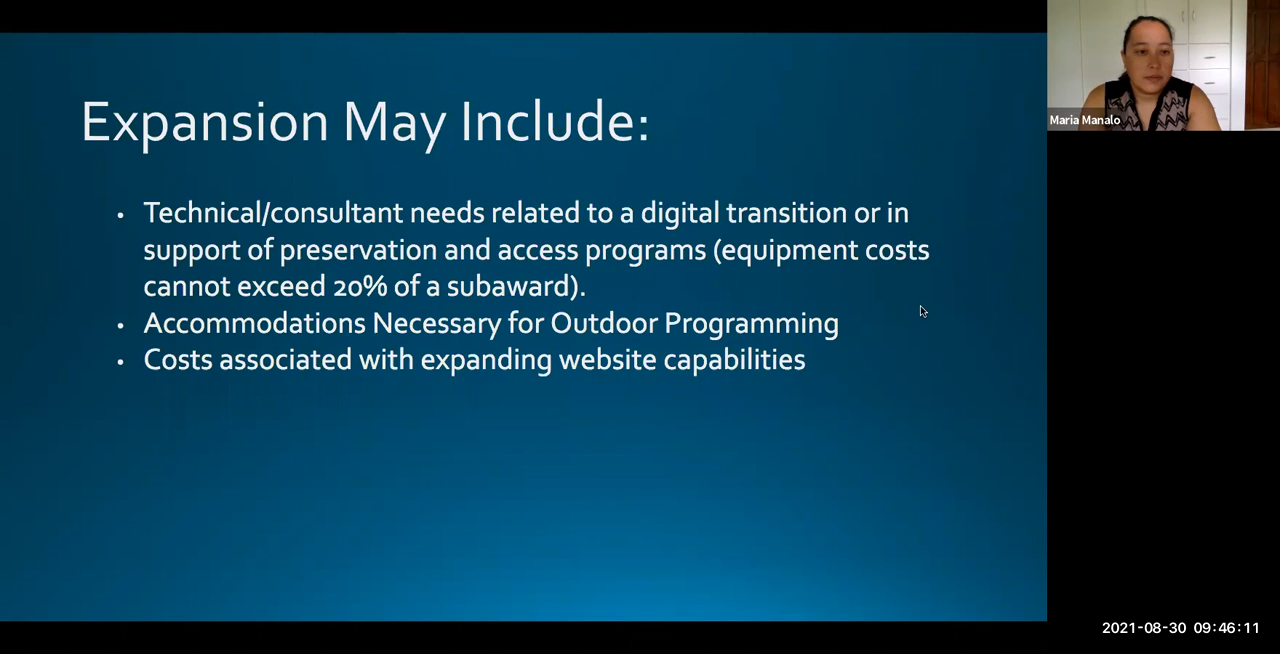 Expansion May Include:
• Technical/consultant needs related to a digital transition or in
support of preservation and access programs (equipment costs
cannot exceed 20% of a subaward).
• Accommodations Necessary for Outdoor Programming
• Costs associated with expanding website capabilities
Maria Manalo
2021-08-30 09:46:11